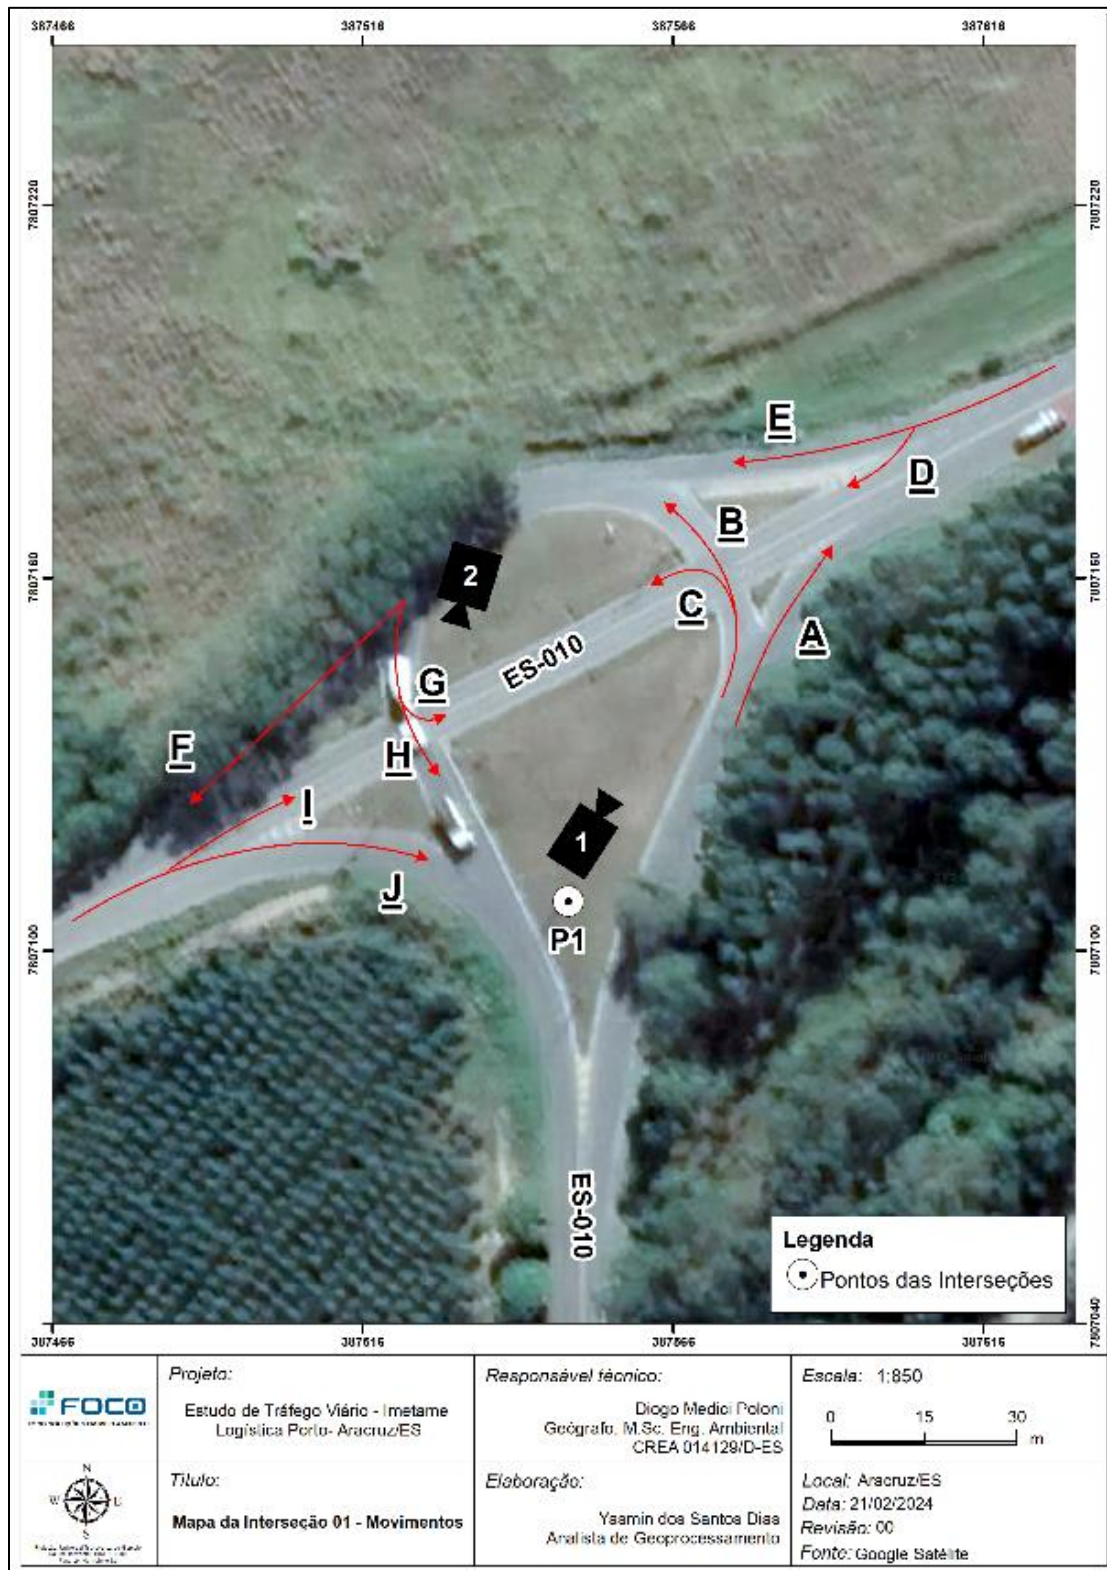 387466 387516 387566 387616
7807220 7807220
E
D
B
2
7807160 7807160
C
A
ES-010
G
H
F
I
1
J
P1
7807100 7807100
ES-010
Legenda
Pontos das Interseções
7807040
387466 387516 387566 387616
FOCO
Projeto:
Estudo de Tráfego Viário - Imetame
Logística Porto- Aracruz/ES
Responsável técnico:
Diogo Medici Poloni
Geógrafo, M.Sc. Eng. Ambiental
CREA 014129/D-ES
Escala: 1:850
0 15 30
m
N
W E
S
Título:
Mapa da Interseção 01 - Movimentos
Elaboração:
Yasmin dos Santos Dias
Analista de Geoprocessamento
Local: Aracruz/ES
Data: 21/02/2024
Revisão: 00
Fonte: Google Satélite